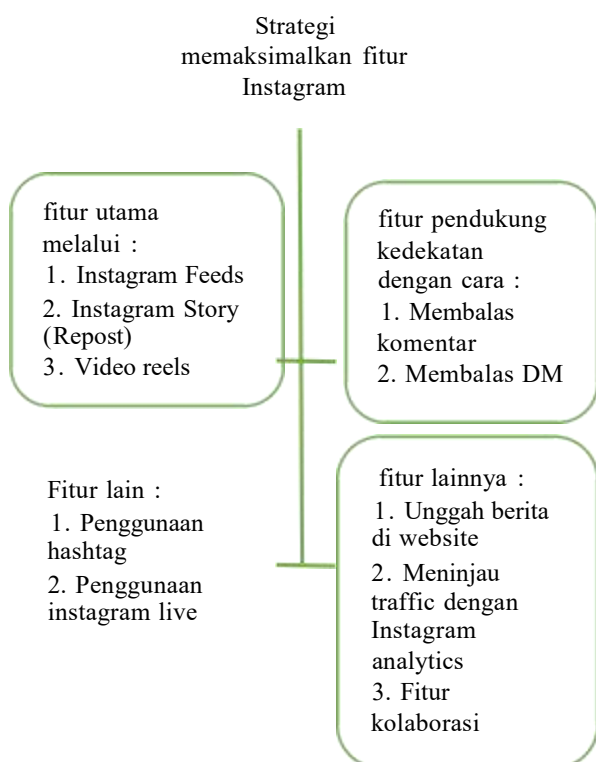 Strategi
memaksimalkan fitur
Instagram
fitur utama
melalui :
1. Instagram Feeds
2. Instagram Story
(Repost)
3. Video reels
fitur pendukung
kedekatan
dengan cara :
1. Membalas
komentar
2. Membalas DM
Fitur lain :
1. Penggunaan
hashtag
2. Penggunaan
instagram live
fitur lainnya :
1. Unggah berita
di website
2. Meninjau
traffic dengan
Instagram
analytics
3. Fitur
kolaborasi